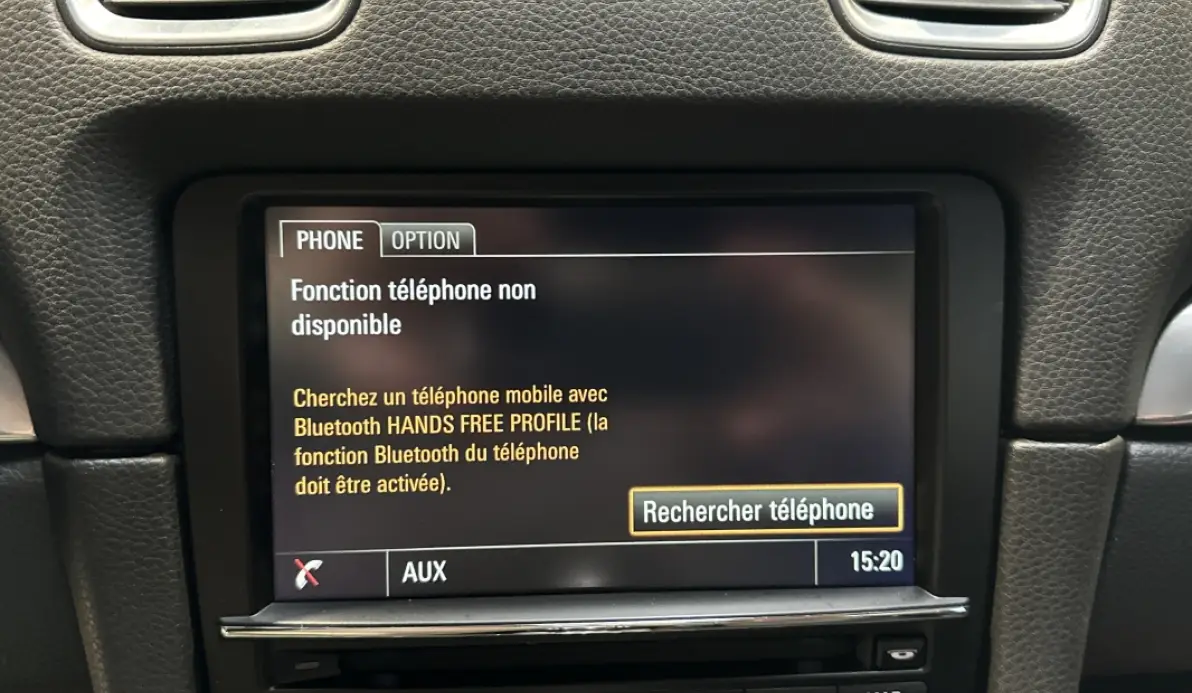 PHONE OPTION
Fonction téléphone non
disponible
Cherchez un téléphone mobile avec
Bluetooth HANDS FREE PROFILE (la
fonction Bluetooth du téléphone
doit être activée).
Rechercher téléphone
AUX 15:20